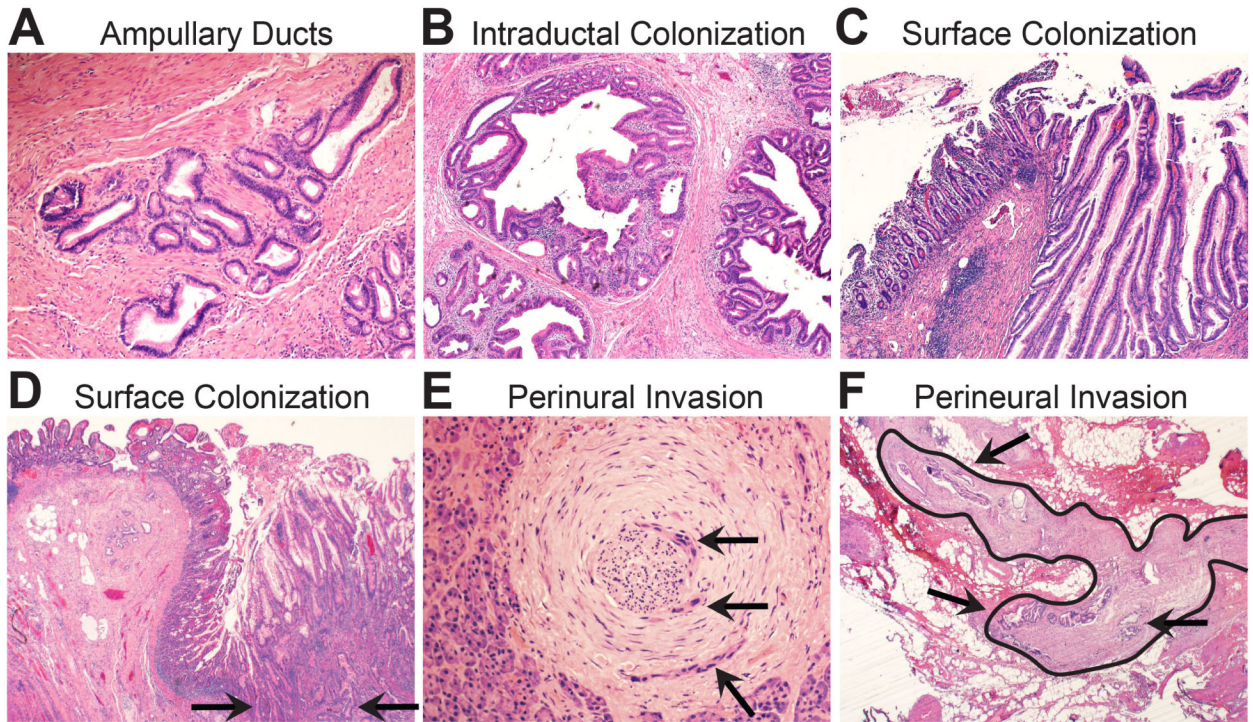 A Ampullary Ducts
B Intraductal Colonization
C Surface Colonization
D Surface Colonization
E Perinural Invasion
F Perineural Invasion